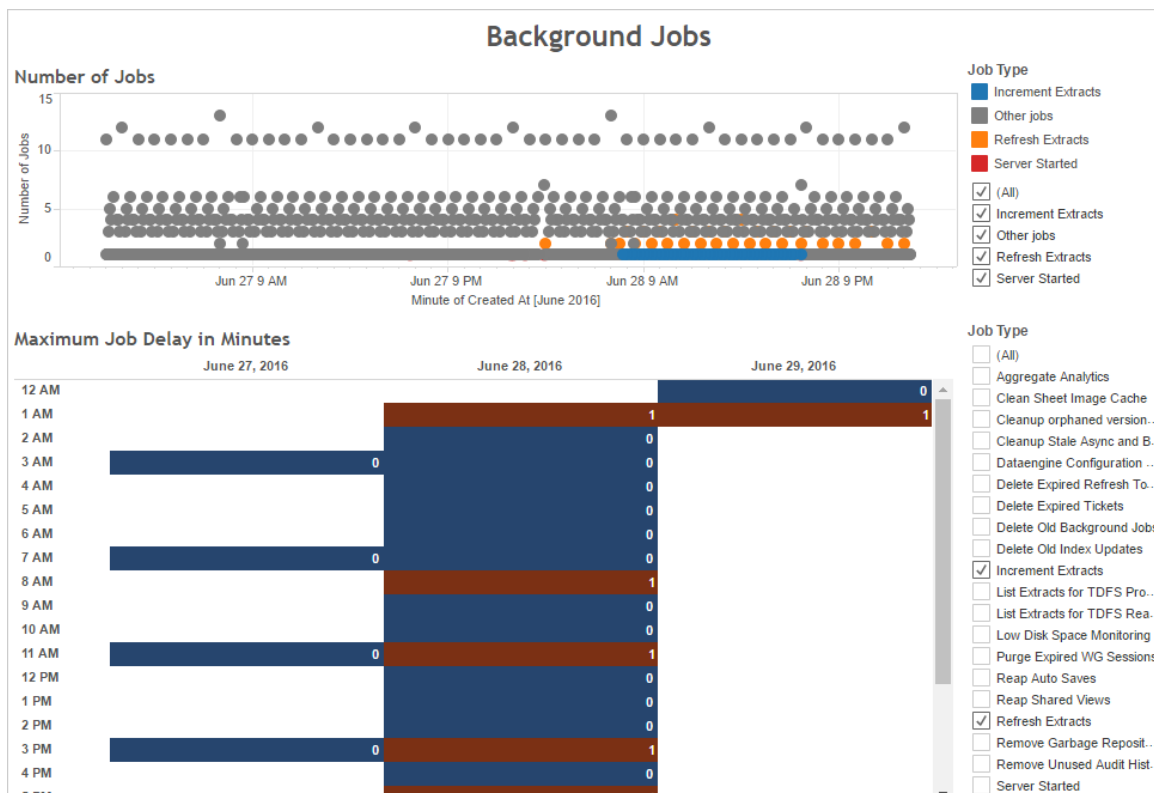 Background Jobs
Number of Jobs
15
10
5
0
Number of Jobs
Jun 27 9 AM
Jun 27 9 PM
Jun 28 9 AM
Jun 28 9 PM
Minute of Created At [June 2016]
Job Type
Increment Extracts
Other jobs
Refresh Extracts
Server Started
(All)
Increment Extracts
Other jobs
Refresh Extracts
Server Started
Maximum Job Delay in Minutes
June 27, 2016 June 28, 2016 June 29, 2016
12 AM 0
1 AM 1 1
2 AM 0
3 AM 0 0
4 AM 0
5 AM 0
6 AM 0
7 AM 0 0
8 AM 1
9 AM 0
10 AM 0
11 AM 0 1
12 PM 0
1 PM 0
2 PM 0
3 PM 0 1
4 PM 0
Job Type
(All)
Aggregate Analytics
Clean Sheet Image Cache
Cleanup orphaned version..
Cleanup Stale Async and B..
Dataengine Configuration ..
Delete Expired Refresh To..
Delete Expired Tickets
Delete Old Background Jobs
Delete Old Index Updates
Increment Extracts
List Extracts for TDFS Pro..
List Extracts for TDFS Rea..
Low Disk Space Monitoring
Purge Expired WG Sessions
Reap Auto Saves
Reap Shared Views
Refresh Extracts
Remove Garbage Reposit..
Remove Unused Audit Hist..
Server Started